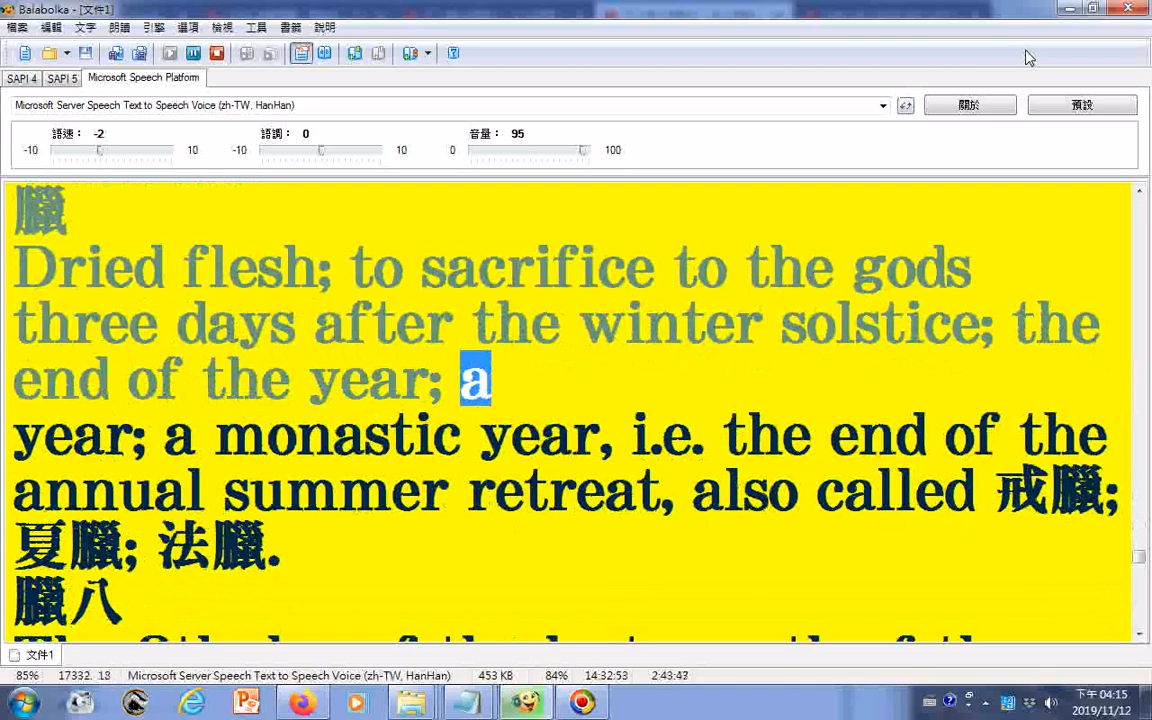 Balabolka - [文件1]
檔案 編輯 文字 朗讀 引擎 選項 檢視 工具 書籤 說明
SAPI 4 SAPI 5 Microsoft Speech Platform
Microsoft Server Speech Text to Speech Voice (zh-TW, HanHan) 關於 預設
語速： -2 語調： 0 音量： 95
-10 10 -10 10 0 100
臘
Dried flesh; to sacrifice to the gods
three days after the winter solstice; the
end of the year; a
year; a monastic year, i.e. the end of the
annual summer retreat, also called 戒臘;
夏臘; 法臘.
臘八
文件1
85% 17332. 13 Microsoft Server Speech Text to Speech Voice (zh-TW, HanHan) 453 KB 84% 14:32:53 2:43:43
下午 04:15
2019/11/12